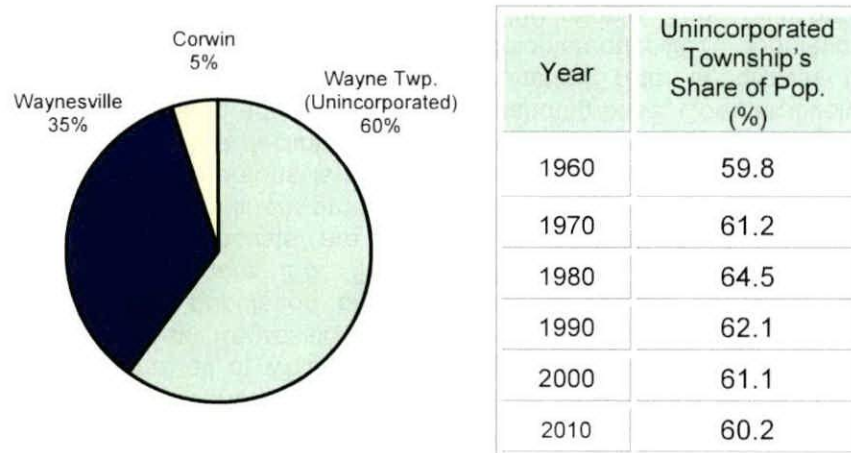 Corwin
5%
Waynesville
35%
Wayne Twp.
(Unincorporated)
60%
Year
Unincorporated
Township's
Share of Pop.
(%)
1960 59.8
1970 61.2
1980 64.5
1990 62.1
2000 61.1
2010 60.2